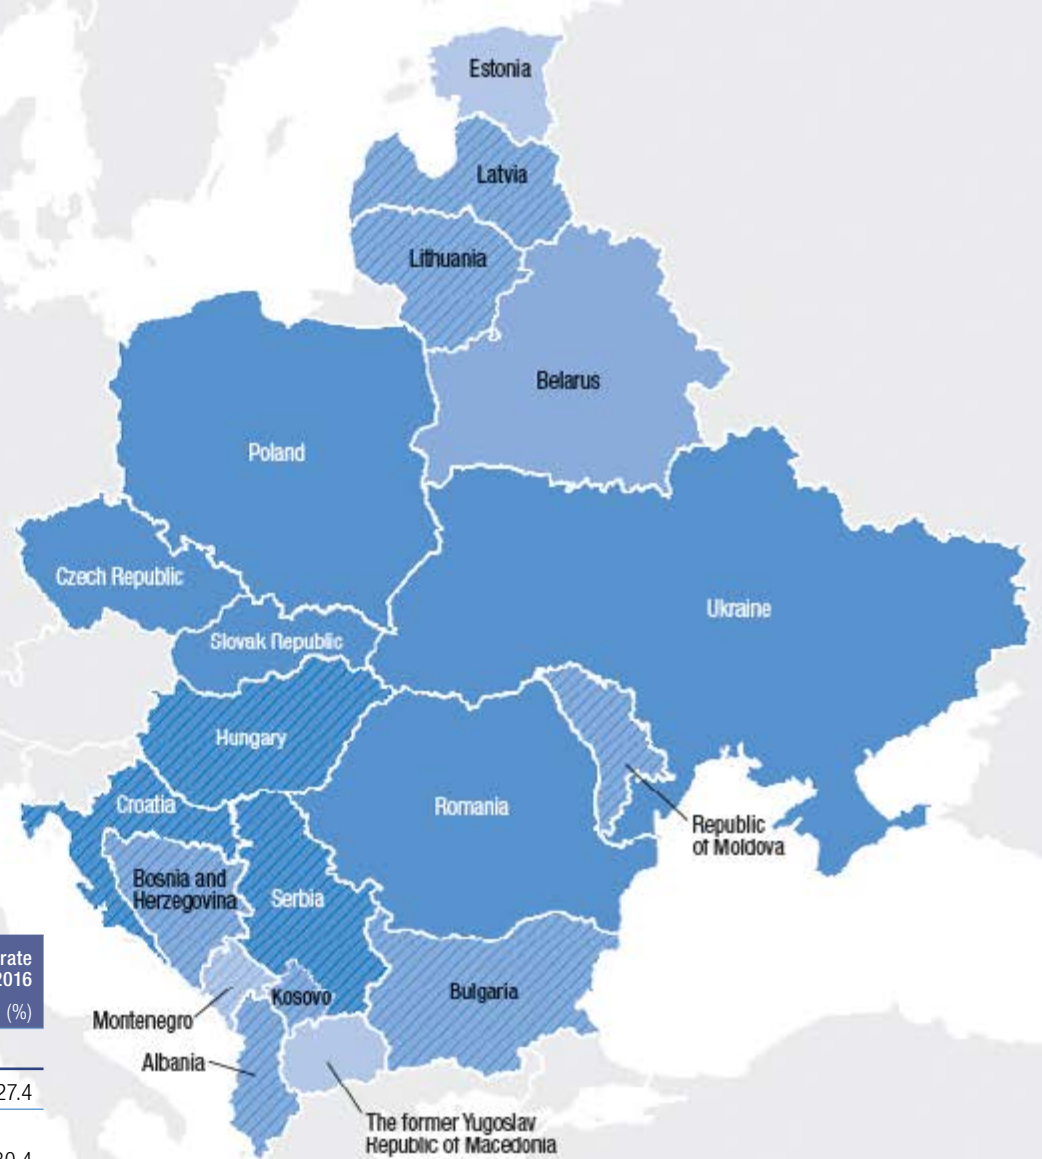 Estonia
Latvia
Lithuania
Belarus
Poland
Czech Republic
Ukraine
Slovak Republic
Hungary
Croatia
Romania
Republic
of Moldova
Bosnia and
Herzegovina
Serbia
rate
2016
(%)
Kosovo
Bulgaria
Montenegro
Albania
27.4
The former Yugoslav
Republic of Macedonia